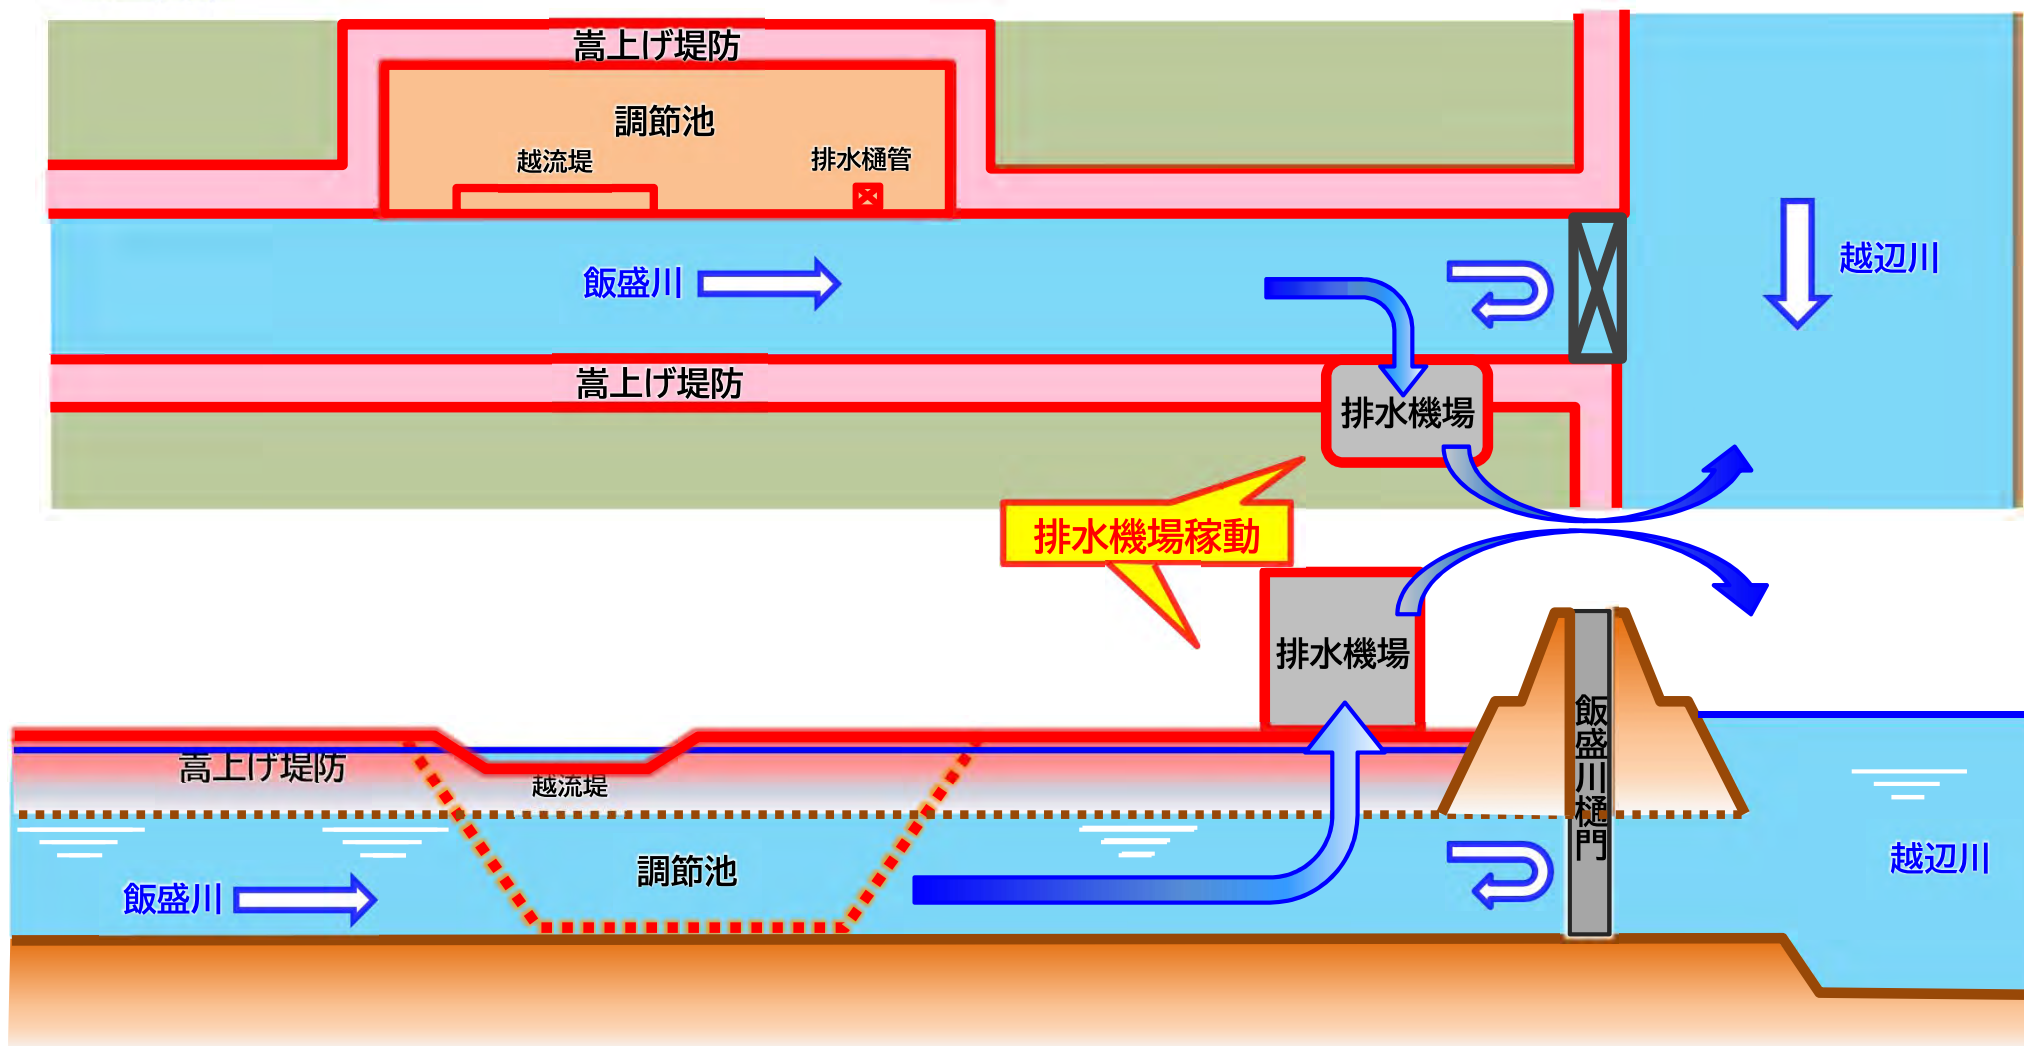 嵩上げ堤防
調節池
越流堤
排水樋管
飯盛川
越辺川
嵩上げ堤防
排水機場
排水機場稼動
排水機場
飯盛川樋門
嵩上げ堤防
越流堤
調節池
飯盛川
越辺川